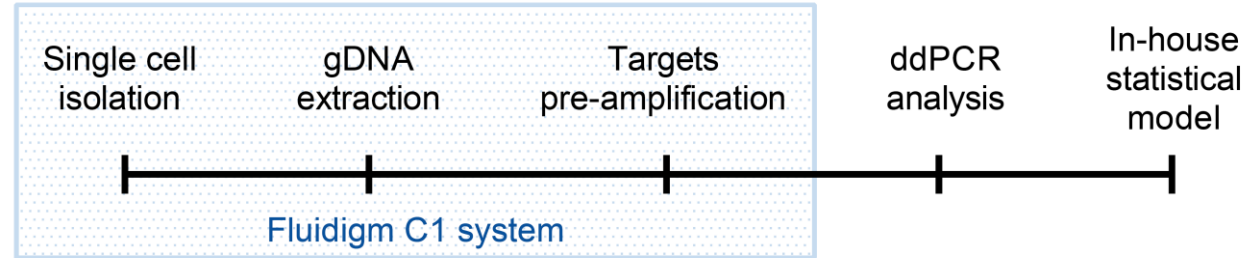 Single cell
isolation
gDNA
extraction
Targets
pre-amplification
ddPCR
analysis
In-house
statistical
model
Fluidigm C1 system